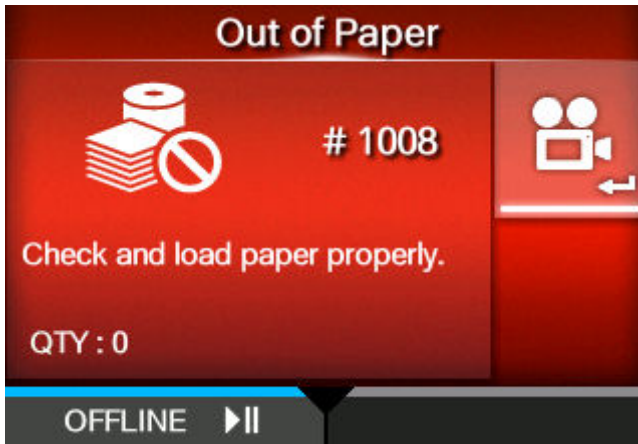 Out of Paper
# 1008
Check and load paper properly.
QTY : 0
OFFLINE